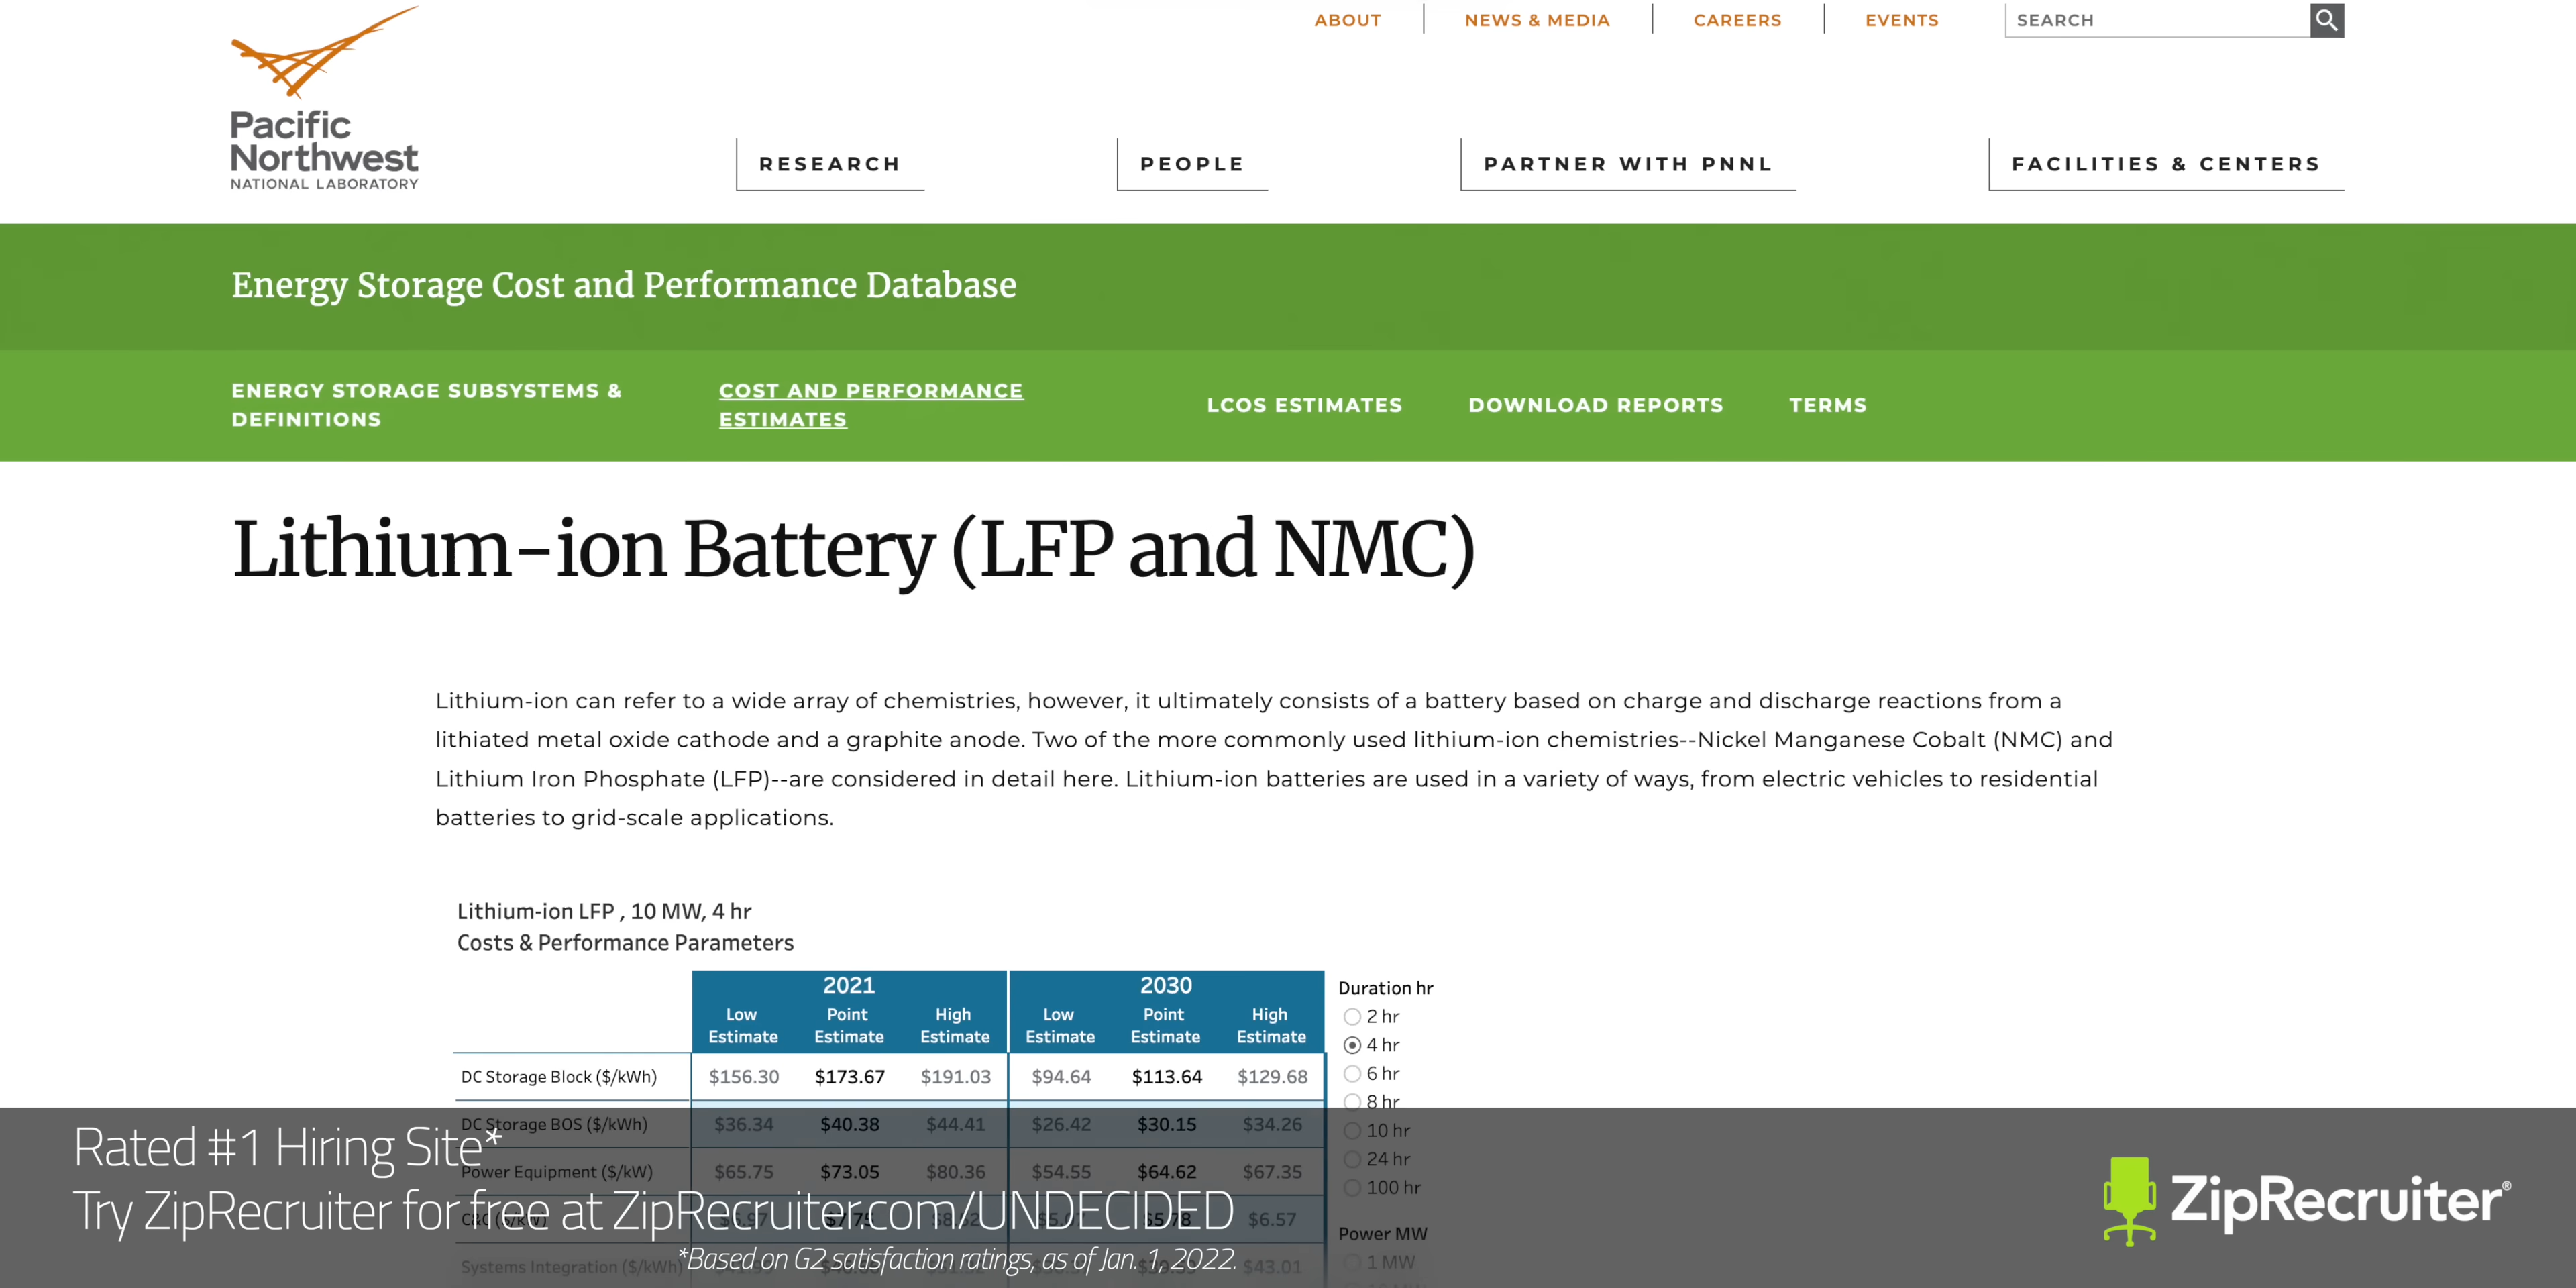 ABOUT
NEWS & MEDIA
CAREERS
EVENTS
SEARCH
Pacific
Northwest
NATIONAL LABORATORY
RESEARCH
PEOPLE
PARTNER WITH PNNL
FACILITIES & CENTERS
Energy Storage Cost and Performance Database
ENERGY STORAGE SUBSYSTEMS &
DEFINITIONS
COST AND PERFORMANCE
ESTIMATES
LCOS ESTIMATES
DOWNLOAD REPORTS
TERMS
Lithium-ion Battery (LFP and NMC)
Lithium-ion can refer to a wide array of chemistries, however, it ultimately consists of a battery based on charge and discharge reactions from a
lithiated metal oxide cathode and a graphite anode. Two of the more commonly used lithium-ion chemistries--Nickel Manganese Cobalt (NMC) and
Lithium Iron Phosphate (LFP)--are considered in detail here. Lithium-ion batteries are used in a variety of ways, from electric vehicles to residential
batteries to grid-scale applications.
Lithium-ion LFP , 10 MW, 4 hr
Costs & Performance Parameters
2021 2030
Low Estimate Point Estimate High Estimate Low Estimate Point Estimate High Estimate
DC Storage Block ($/kWh) $156.30 $173.67 $191.03 $94.64 $113.64 $129.68
DC Storage BOS ($/kWh) $36.34 $40.38 $44.41 $26.42 $30.15 $34.26
Power Equipment ($/kW) $65.75 $73.05 $80.36 $54.55 $64.62 $67.35
$6.57
Systems Integration ($/kWh) $43.01
Duration hr
2 hr
4 hr
6 hr
8 hr
10 hr
24 hr
100 hr
Power MW
1 MW
Rated #1 Hiring Site*
Try ZipRecruiter for free at ZipRecruiter.com/UNDECIDED
*Based on G2 satisfaction ratings, as of Jan. 1, 2022.
ZipRecruiter®